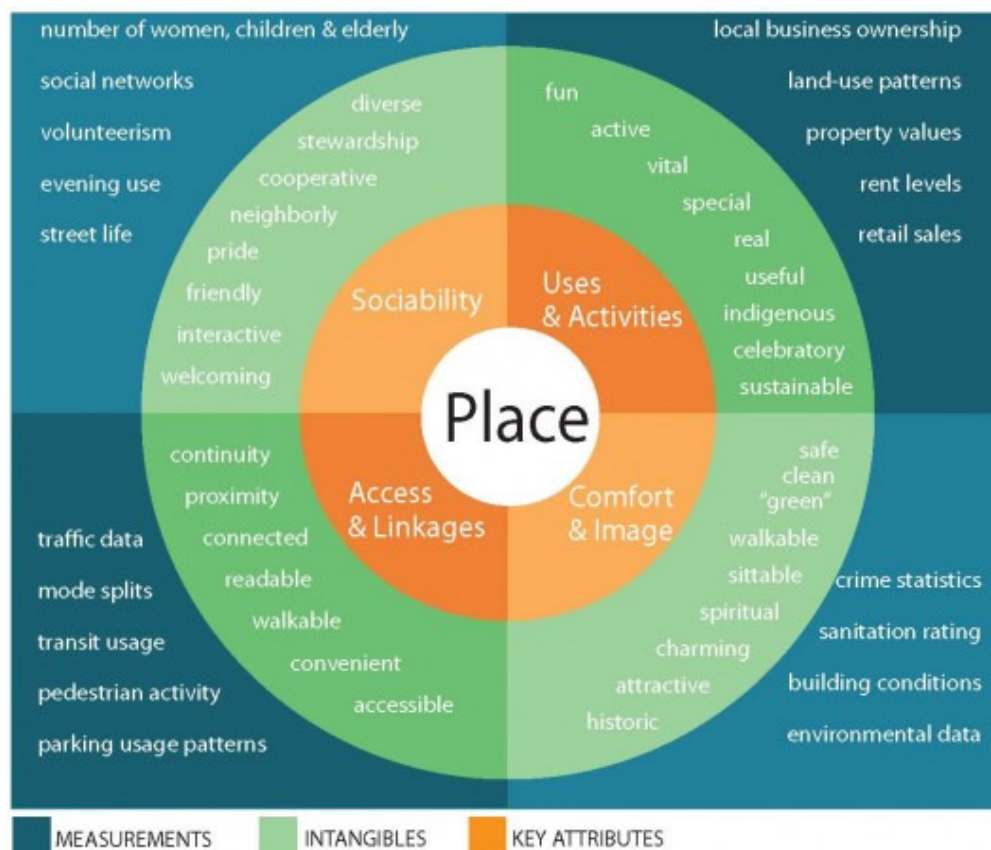 number of women, children & elderly
social networks
volunteerism
evening use
street life
diverse
stewardship
cooperative
neighborly
pride
friendly
interactive
welcoming
Sociability
local business ownership
land-use patterns
property values
rent levels
retail sales
fun
active
vital
special
real
useful
indigenous
celebratory
sustainable
Uses
& Activities
Place
continuity
proximity
connected
readable
walkable
convenient
accessible
Access
& Linkages
traffic data
mode splits
transit usage
pedestrian activity
parking usage patterns
Comfort
& Image
safe
clean
“green”
walkable
sittable
spiritual
charming
attractive
historic
crime statistics
sanitation rating
building conditions
environmental data
MEASUREMENTS
INTANGIBLES
KEY ATTRIBUTES